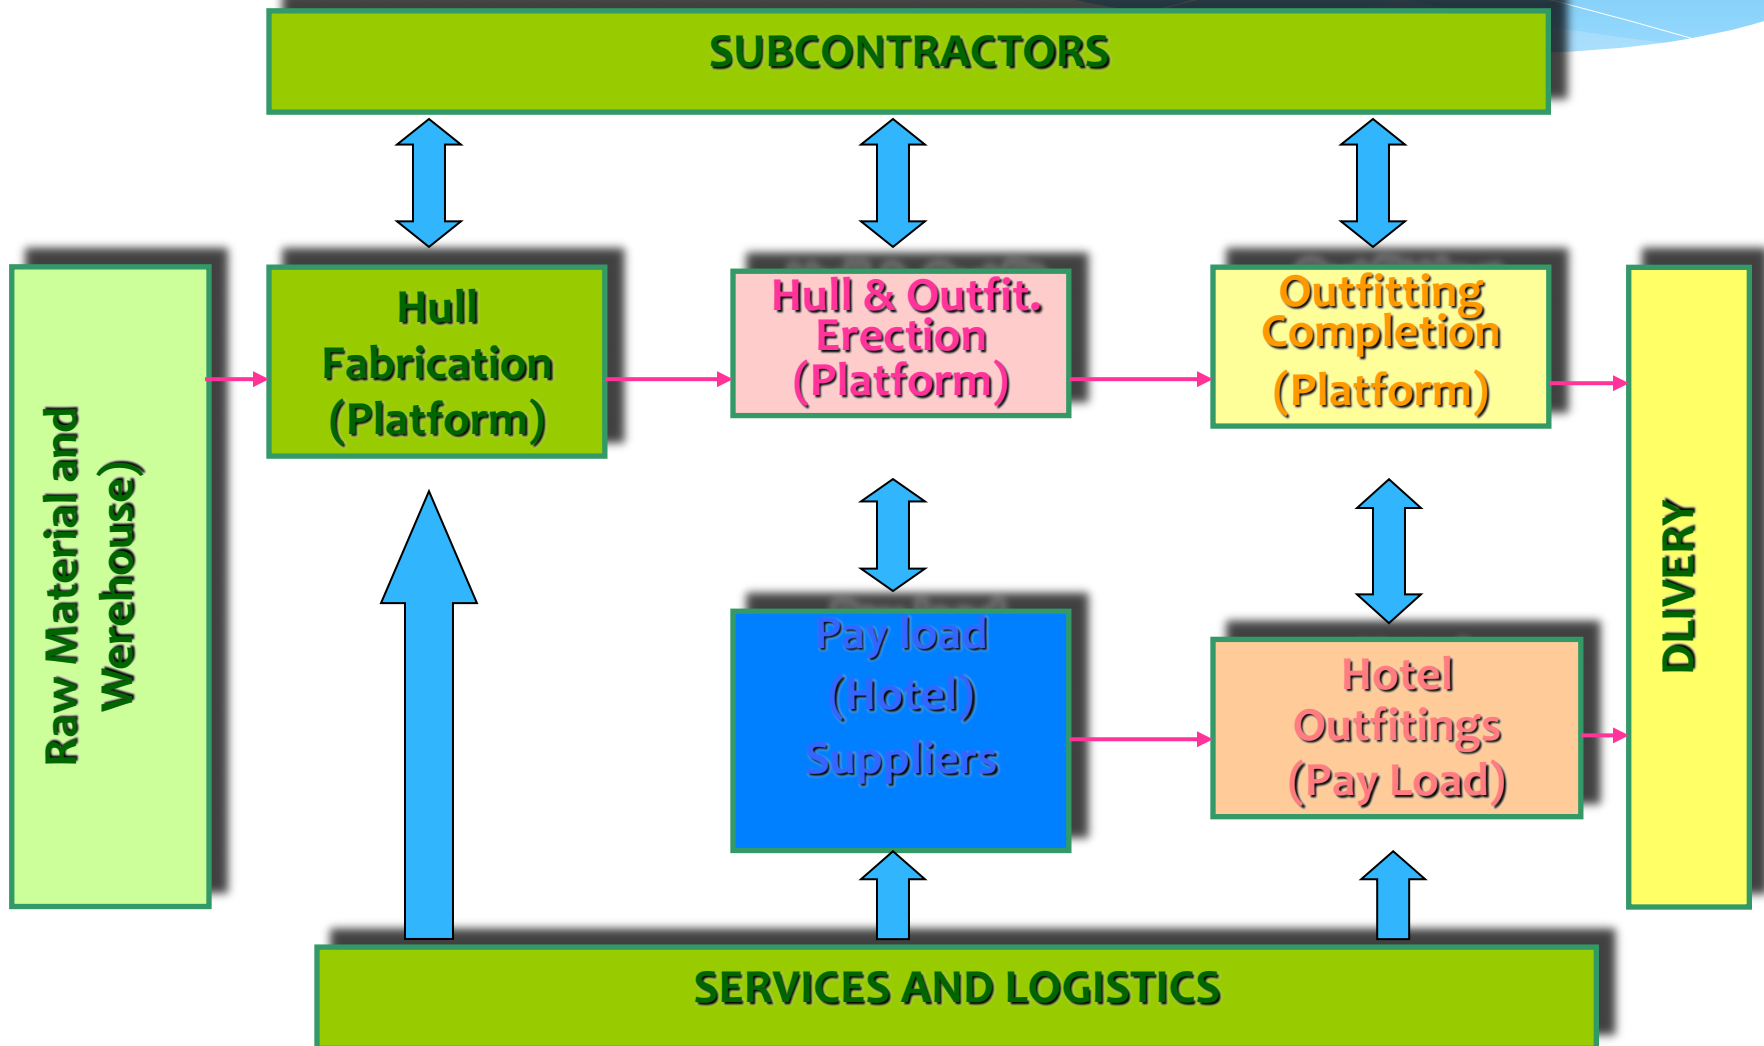 SUBCONTRACTORS
Raw Material and
Werehouse)
Hull
Fabrication
(Platform)
Hull & Outfit.
Erection
(Platform)
Outfitting
Completion
(Platform)
DLIVERY
Pay load
(Hotel)
Suppliers
Hotel
Outfitings
(Pay Load)
SERVICES AND LOGISTICS